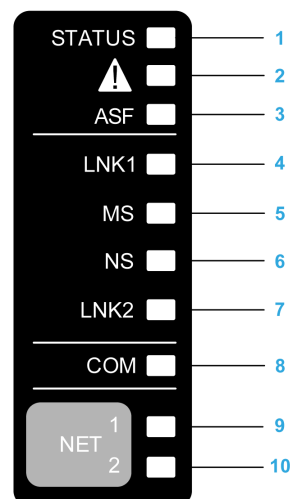 STATUS 1
! 2
ASF 3
LNK1 4
MS 5
NS 6
LNK2 7
COM 8
1 9
NET
2 10